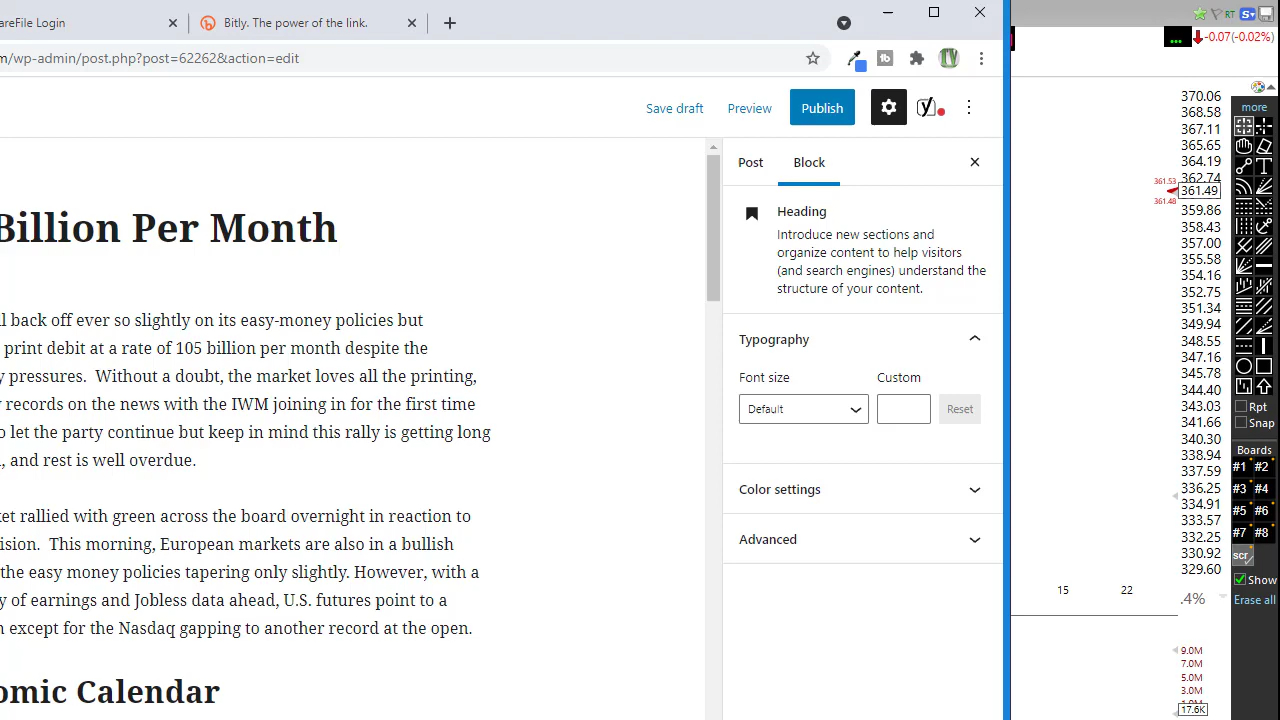 areFile Login
Bitly. The power of the link.
m/wp-admin/post.php?post=62262&action=edit
Save draft
Preview
Publish
Billion Per Month
l back off ever so slightly on its easy-money policies but
print debit at a rate of 105 billion per month despite the
y pressures.  Without a doubt, the market loves all the printing,
records on the news with the IWM joining in for the first time
o let the party continue but keep in mind this rally is getting long
, and rest is well overdue.
ket rallied with green across the board overnight in reaction to
ision.  This morning, European markets are also in a bullish
the easy money policies tapering only slightly. However, with a
y of earnings and Jobless data ahead, U.S. futures point to a
n except for the Nasdaq gapping to another record at the open.
omic Calendar
Post
Block
Heading
Introduce new sections and
organize content to help visitors
(and search engines) understand the
structure of your content.
Typography
Font size
Custom
Default
Reset
Color settings
Advanced
RT
-0.07(-0.02%)
370.06
368.58
367.11
365.65
364.19
362.74
361.53
361.49
361.48
359.86
358.43
357.00
355.58
354.16
352.75
351.34
349.94
348.55
347.16
345.78
344.40
343.03
341.66
340.30
338.94
337.59
336.25
334.91
333.57
332.25
330.92
329.60
15
22
.4%
9.0M
7.0M
5.0M
3.0M
17.6K
more
Rpt
Snap
Boards
#1 #2
#3 #4
#5 #6
#7 #8
scr
Show
Erase all